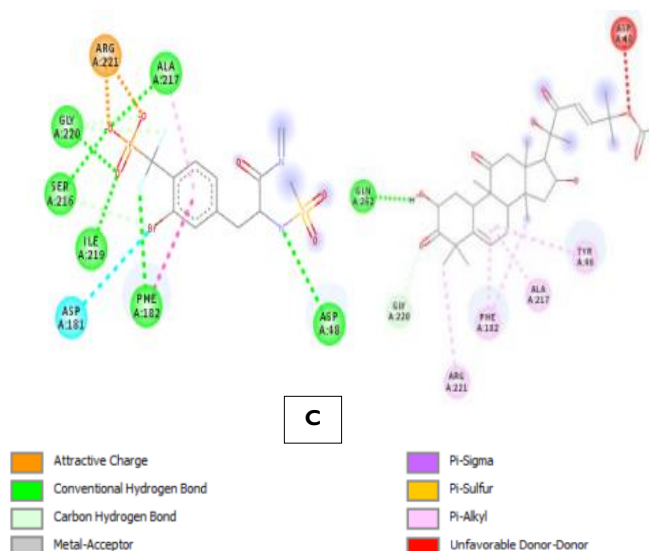 ARG
A:221
ALA
A:217
GLY
A:220
SER
A:216
ILE
A:219
ASP
A:181
PHE
A:182
ASP
A:48
Br
N
N
S
O
O
ASP
A:48
GLN
A:262
H
GLY
A:220
ARG
A:221
PHE
A:182
ALA
A:217
TYR
A:46
C
Attractive Charge
Conventional Hydrogen Bond
Carbon Hydrogen Bond
Metal-Acceptor
Pi-Sigma
Pi-Sulfur
Pi-Alkyl
Unfavorable Donor-Donor